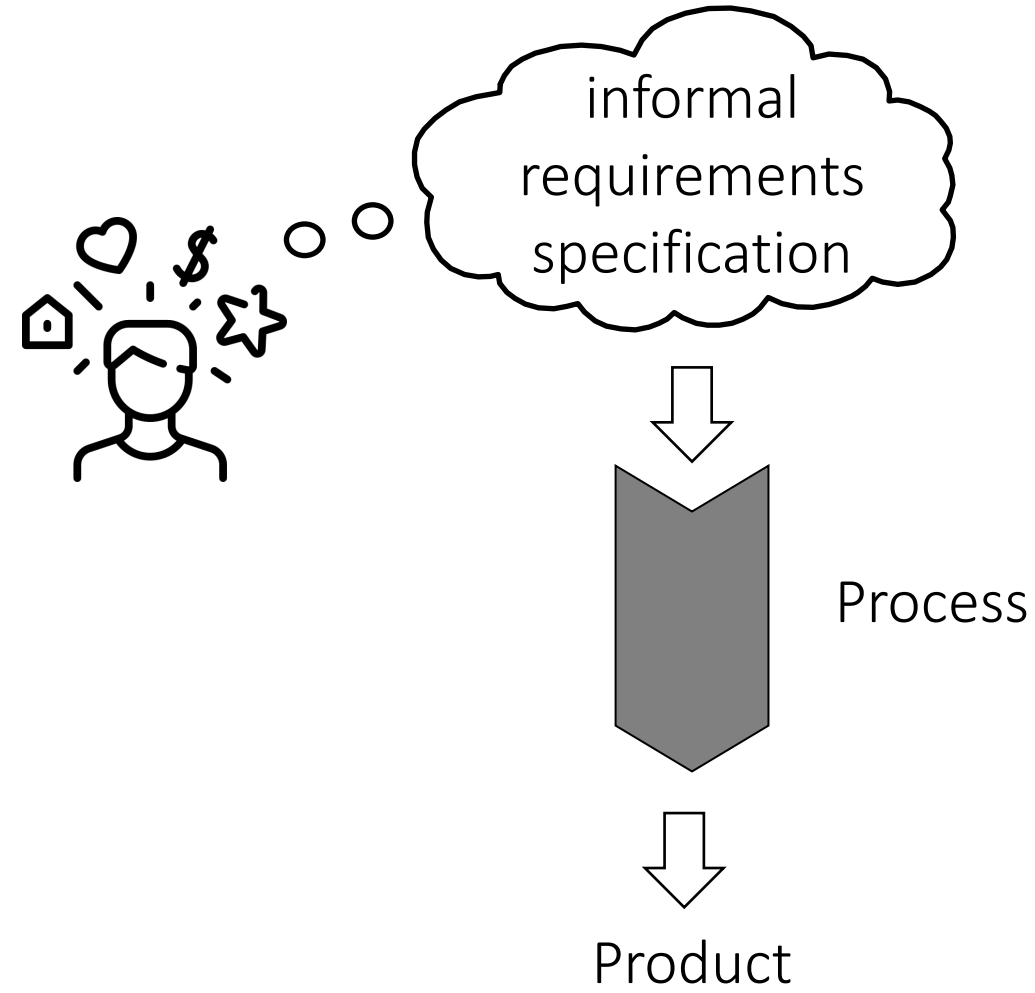 informal
requirements
specification
Process
Product